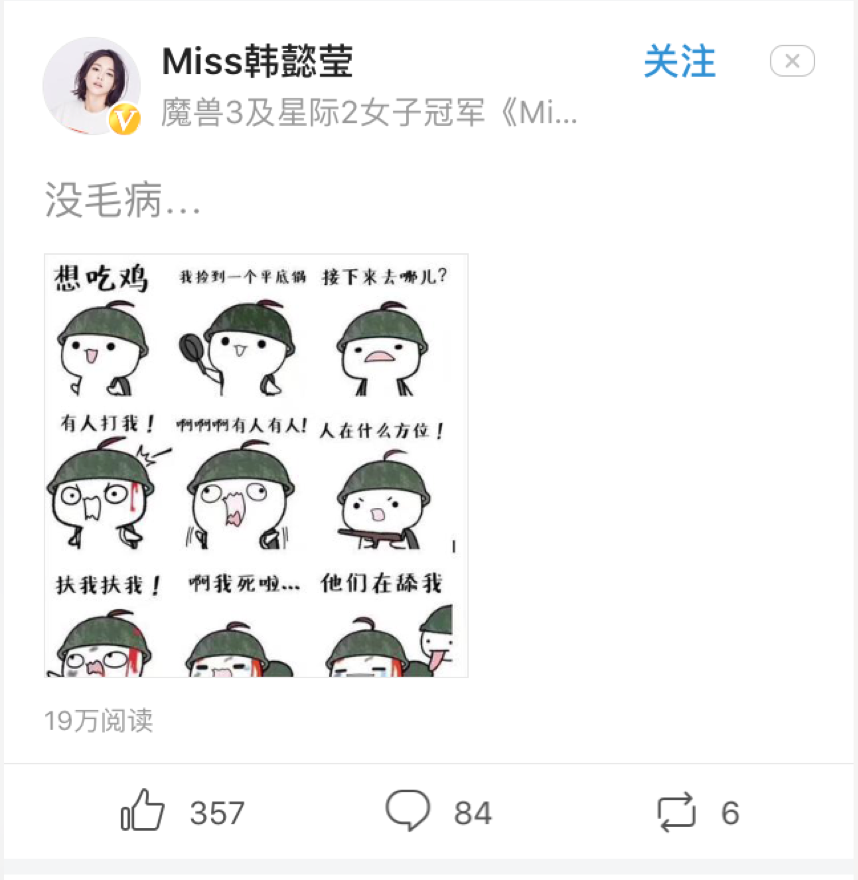 Miss韩懿莹
关注
魔兽3及星际2女子冠军《Mi...
没毛病...
想吃鸡
我捡到一个平底锅
接下来去哪儿?
有人打我!
啊啊啊有人有人!
人在什么方位!
扶我扶我!
啊我死啦...
他们在舔我
19万阅读
357
84
6